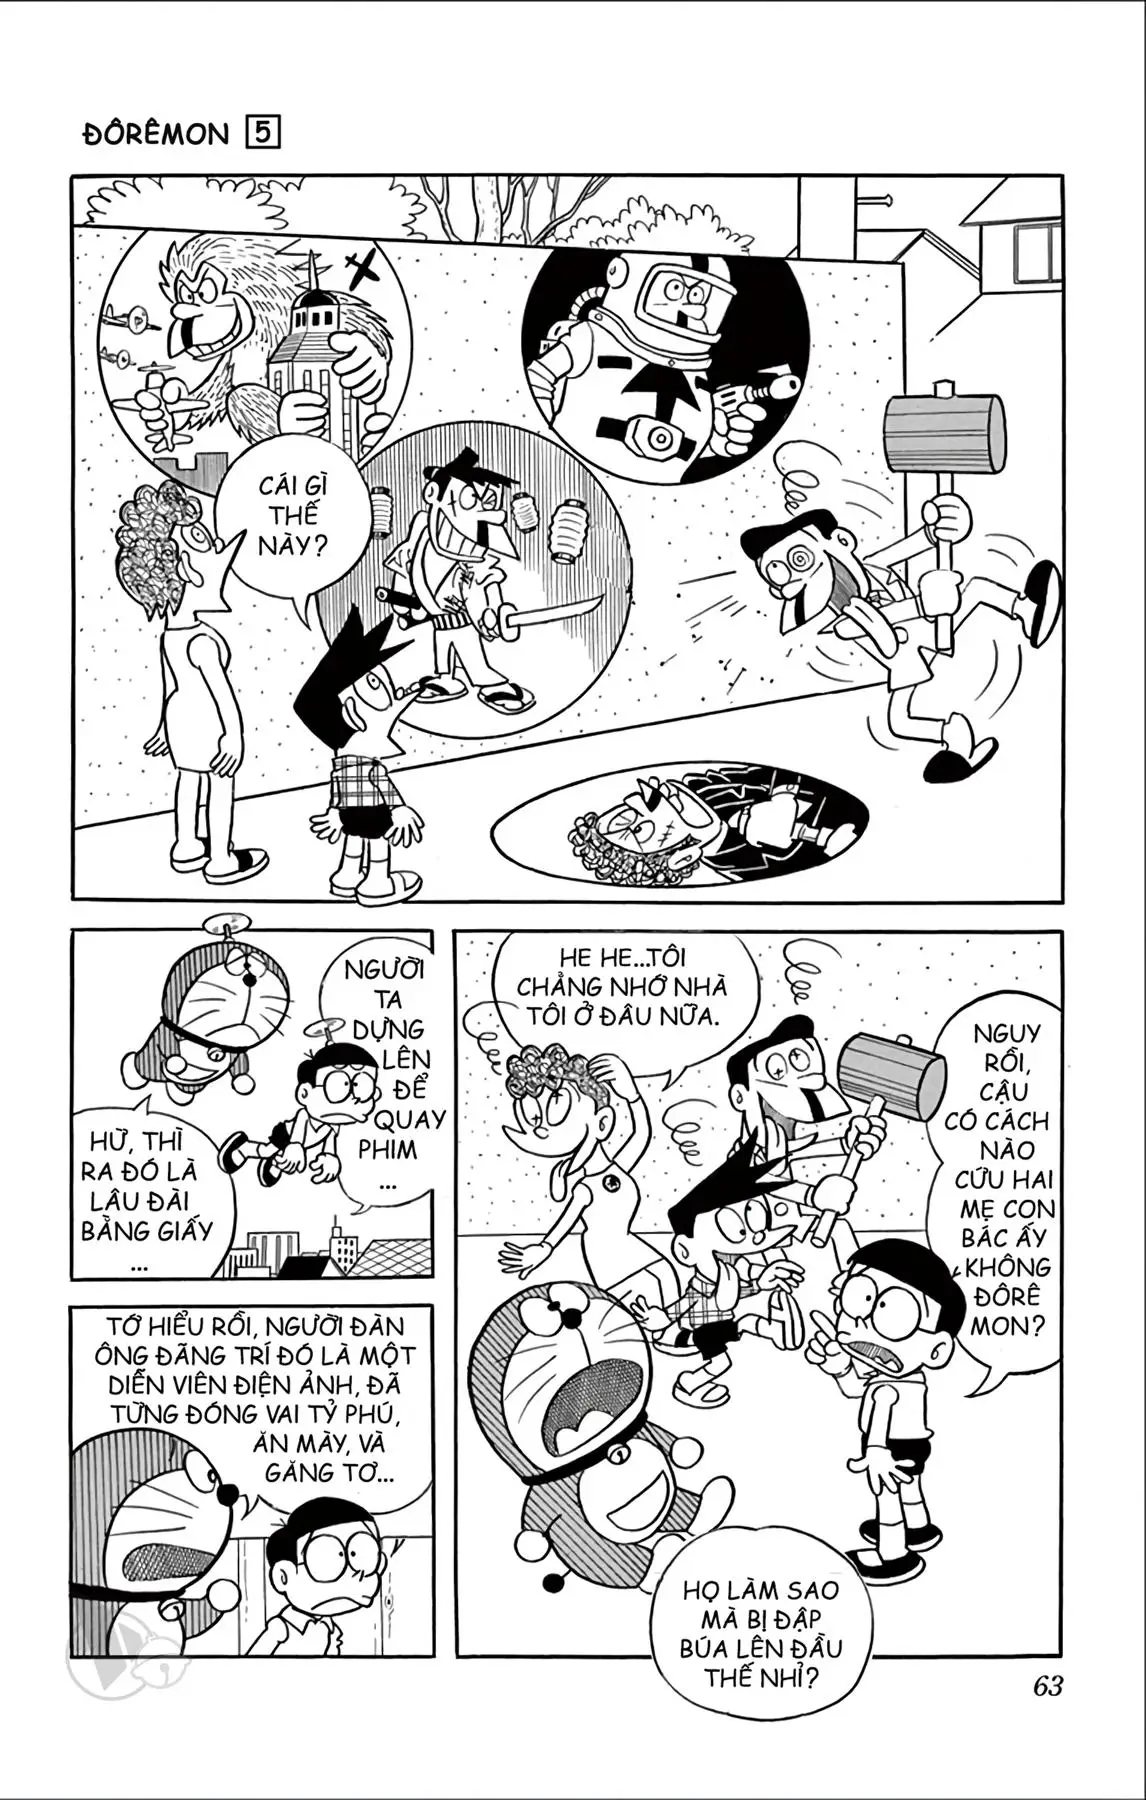 ĐÔRÊMON 5
CÁI GÌ
THẾ
NÀY?
NGƯỜI
TA
DỰNG
LÊN
ĐỂ
QUAY
PHIM
...
HỪ, THÌ
RA ĐÓ LÀ
LÂU ĐÀI
BẰNG GIẤY
...
TỚ HIỂU RỒI, NGƯỜI ĐÀN
ÔNG ĐÃNG TRÍ ĐÓ LÀ MỘT
DIỄN VIÊN ĐIỆN ẢNH, ĐÃ
TỪNG ĐÓNG VAI TỶ PHÚ,
ĂN MÀY, VÀ
GĂNG TƠ...
HE HE...TÔI
CHẲNG NHỚ NHÀ
TÔI Ở ĐÂU NỮA.
NGUY
RỒI,
CẬU
CÓ CÁCH
NÀO
CỨU HAI
MẸ CON
BÁC ẤY
KHÔNG
ĐÔRÊ
MON?
HỌ LÀM SAO
MÀ BỊ ĐẬP
BÚA LÊN ĐẦU
THẾ NHỈ?
63